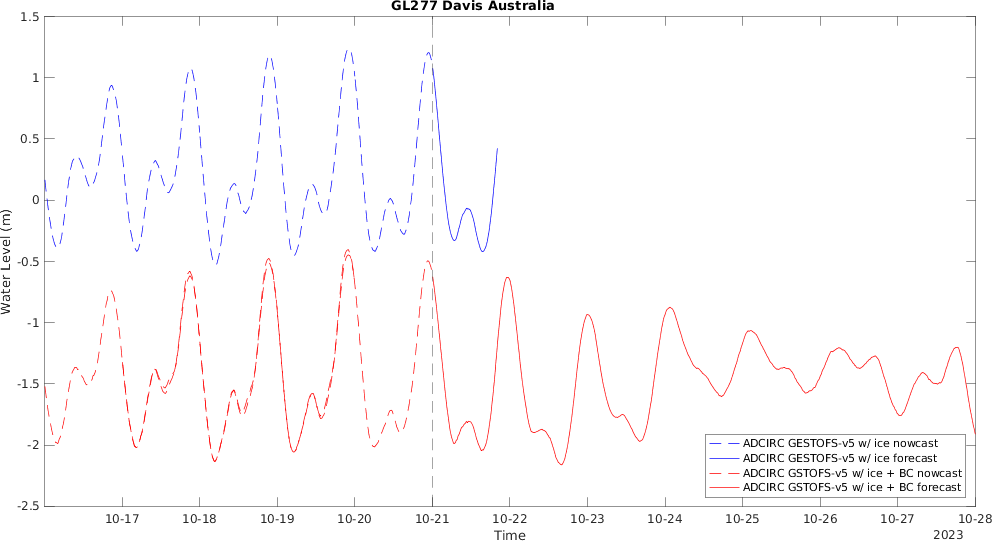 GL277 Davis Australia
1.5
1
0.5
0
-0.5
-1
-1.5
-2
-2.5
Water Level (m)
10-17 10-18 10-19 10-20 10-21 10-22 10-23 10-24 10-25 10-26 10-27 10-28
Time
2023
ADCIRC GESTOFS-v5 w/ ice nowcast
ADCIRC GESTOFS-v5 w/ ice forecast
ADCIRC GSTOFS-v5 w/ ice + BC nowcast
ADCIRC GSTOFS-v5 w/ ice + BC forecast